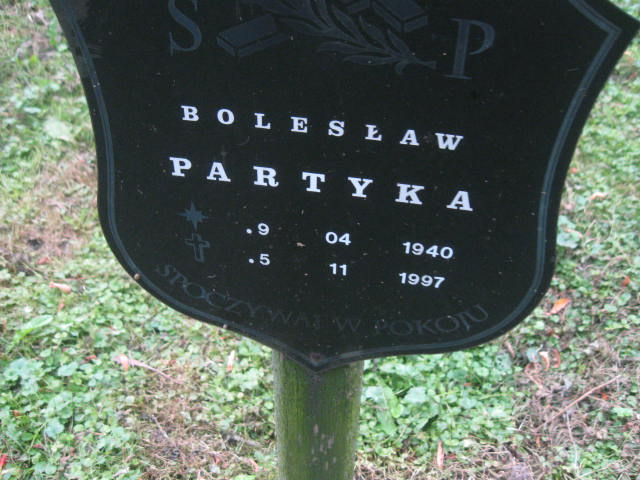 S P
BOLESŁAW
PARTYKA
.9 04 1940
.5 11 1997
SPOCZYWAJ W POKOJU